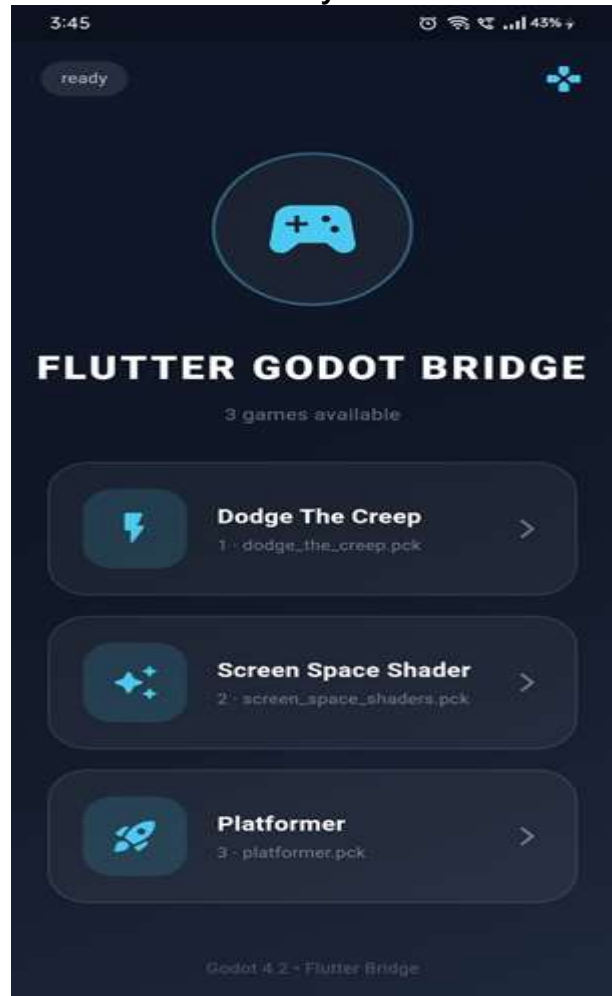 3:45 43%
ready
FLUTTER GODOT BRIDGE
3 games available
Dodge The Creep
1 · dodge_the_creep.pck
Screen Space Shader
2 · screen_space_shaders.pck
Platformer
3 · platformer.pck
Godot 4.2 • Flutter Bridge